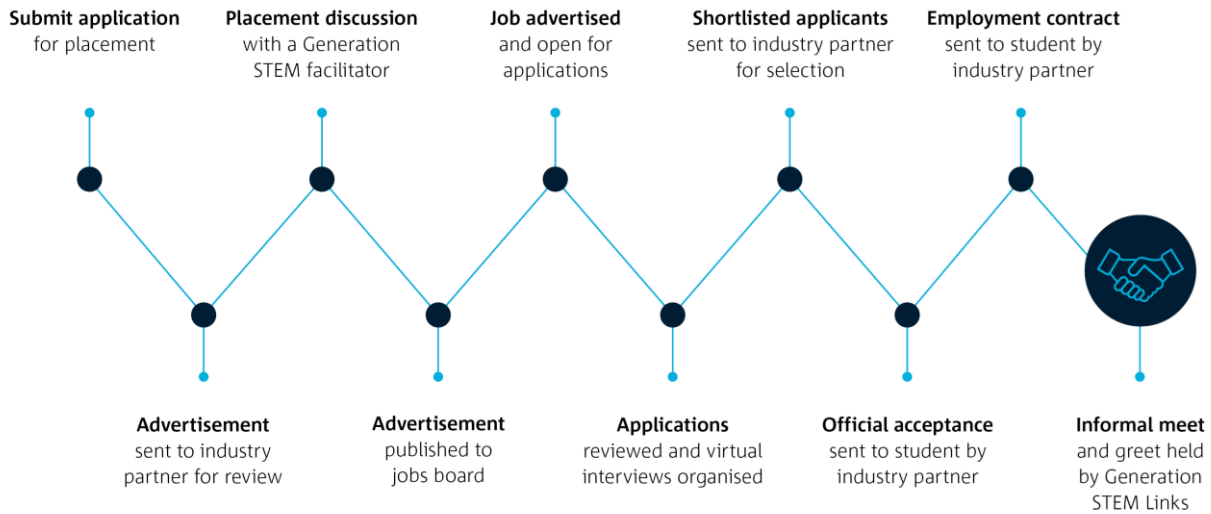 Submit application
for placement
Placement discussion
with a Generation
STEM facilitator
Job advertised
and open for
applications
Shortlisted applicants
sent to industry partner
for selection
Employment contract
sent to student by
industry partner
Advertisement
sent to industry
partner for review
Advertisement
published to
jobs board
Applications
reviewed and virtual
interviews organised
Official acceptance
sent to student by
industry partner
Informal meet
and greet held
by Generation
STEM Links